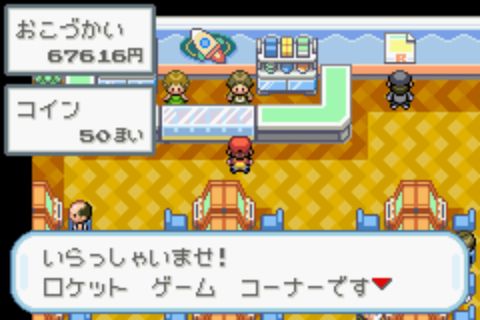 おこづかい
67616円
コイン
50まい
いらっしゃいませ!
ロケット ゲーム コーナーです
R